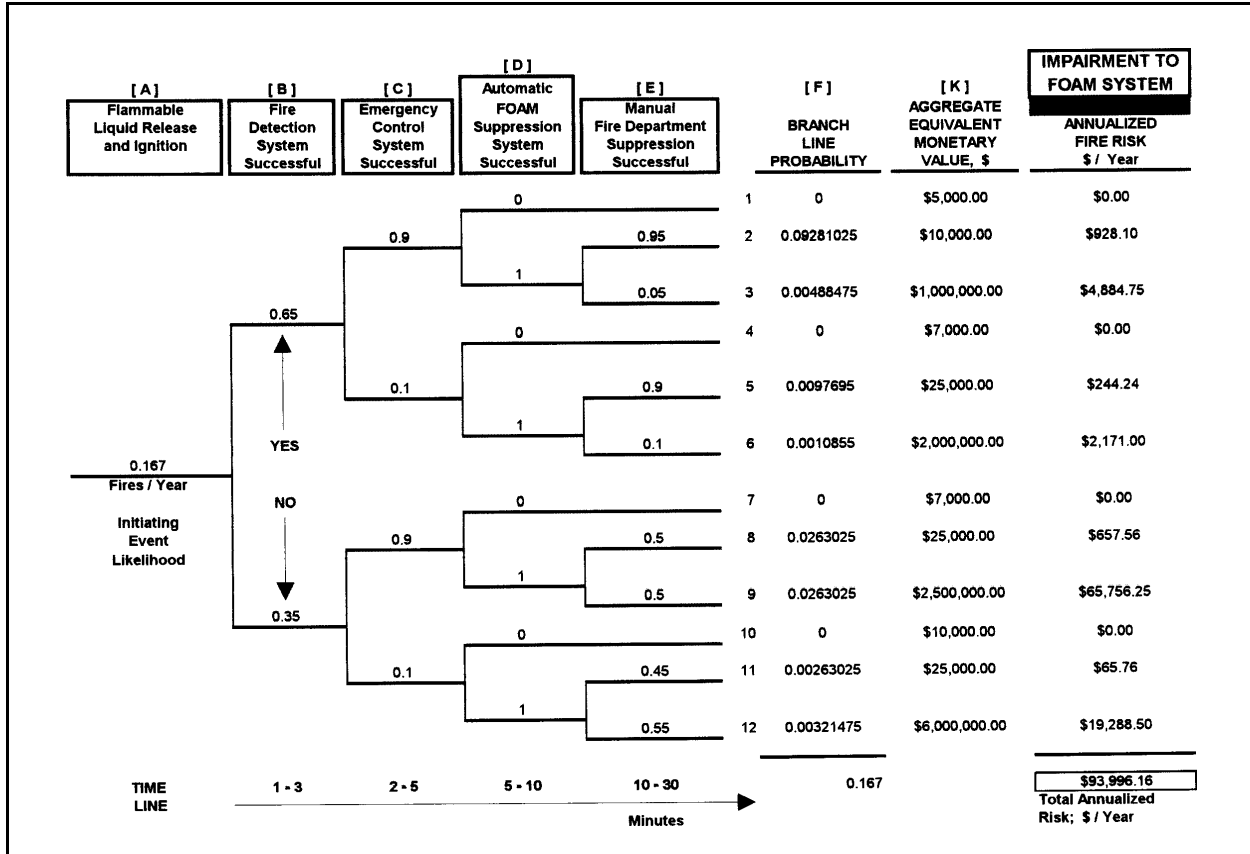 IMPAIRMENT TO
FOAM SYSTEM
[ A ] [ B ] [ C ] [ D ] [ E ] [ F ] [ K ]
Flammable
Liquid Release
and Ignition
Fire
Detection
System
Successful
Emergency
Control
System
Successful
Automatic
FOAM
Suppression
System
Successful
Manual
Fire Department
Suppression
Successful
BRANCH
LINE
PROBABILITY
AGGREGATE
EQUIVALENT
MONETARY
VALUE, $
ANNUALIZED
FIRE RISK
$ / Year
0 1 0 $5,000.00 $0.00
0.9 0.95 2 0.09281025 $10,000.00 $928.10
1
0.05 3 0.00488475 $1,000,000.00 $4,884.75
0.65
0 4 0 $7,000.00 $0.00
0.1 0.9 5 0.0097695 $25,000.00 $244.24
1
0.1 6 0.0010855 $2,000,000.00 $2,171.00
YES
0.167
Fires / Year
NO
0 7 0 $7,000.00 $0.00
Initiating
Event
Likelihood
0.9 0.5 8 0.0263025 $25,000.00 $657.56
1
0.5 9 0.0263025 $2,500,000.00 $65,756.25
0.35
0 10 0 $10,000.00 $0.00
0.1 0.45 11 0.00263025 $25,000.00 $65.76
1
0.55 12 0.00321475 $6,000,000.00 $19,288.50
TIME
LINE
1 - 3 2 - 5 5 - 10 10 - 30 0.167 $93,996.16
Minutes
Total Annualized
Risk; $ / Year